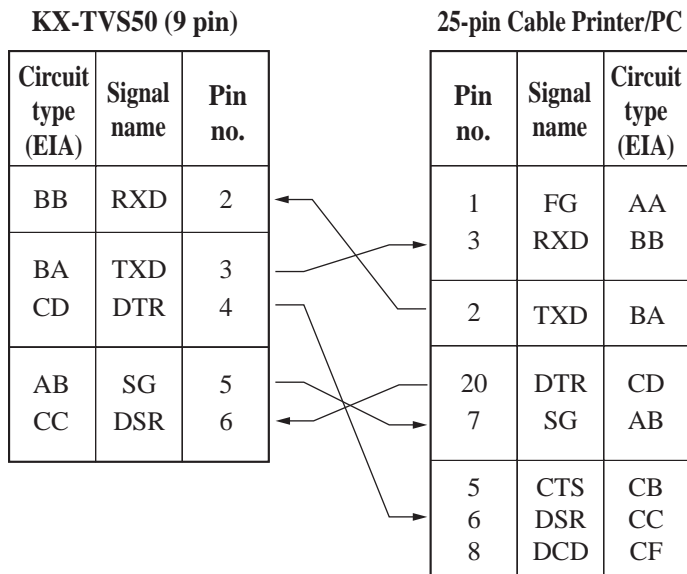 KX-TVS50 (9 pin)
Circuit type (EIA) Signal name Pin no.
BB RXD 2
BA TXD 3
CD DTR 4
AB SG 5
CC DSR 6
25-pin Cable Printer/PC
Pin no. Signal name Circuit type (EIA)
1 FG AA
3 RXD BB
2 TXD BA
20 DTR CD
7 SG AB
5 CTS CB
6 DSR CC
8 DCD CF